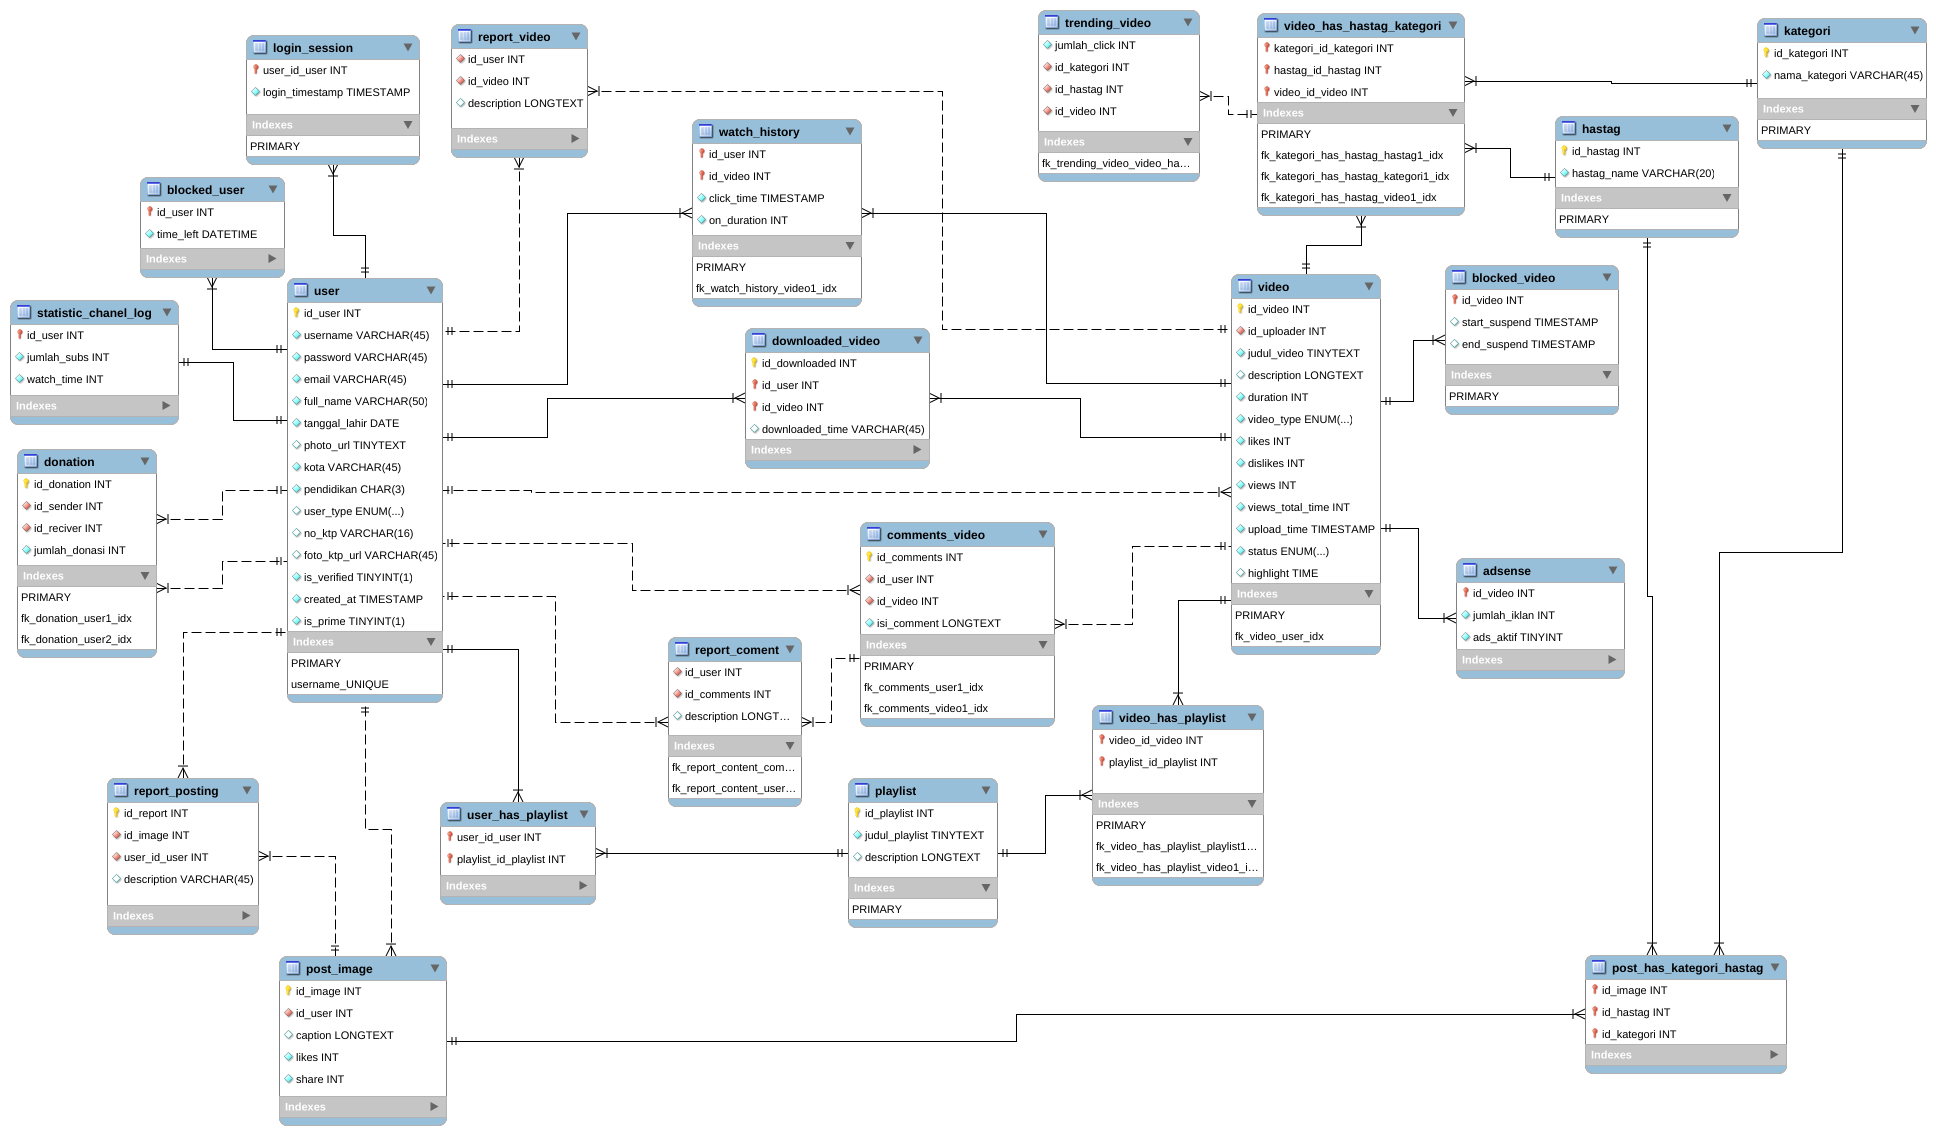 login_session
user_id_user INT
login_timestamp TIMESTAMP
Indexes
PRIMARY
report_video
id_user INT
id_video INT
description LONGTEXT
Indexes
trending_video
jumlah_click INT
id_kategori INT
id_hastag INT
id_video INT
Indexes
fk_trending_video_video_ha…
video_has_hastag_kategori
kategori_id_kategori INT
hastag_id_hastag INT
video_id_video INT
Indexes
PRIMARY
fk_kategori_has_hastag_hastag1_idx
fk_kategori_has_hastag_kategori1_idx
fk_kategori_has_hastag_video1_idx
kategori
id_kategori INT
nama_kategori VARCHAR(45)
Indexes
PRIMARY
hastag
id_hastag INT
hastag_name VARCHAR(20)
Indexes
PRIMARY
watch_history
id_user INT
id_video INT
click_time TIMESTAMP
on_duration INT
Indexes
PRIMARY
fk_watch_history_video1_idx
blocked_user
id_user INT
time_left DATETIME
Indexes
statistic_chanel_log
id_user INT
jumlah_subs INT
watch_time INT
Indexes
user
id_user INT
username VARCHAR(45)
password VARCHAR(45)
email VARCHAR(45)
full_name VARCHAR(50)
tanggal_lahir DATE
photo_url TINYTEXT
kota VARCHAR(45)
pendidikan CHAR(3)
user_type ENUM(...)
no_ktp VARCHAR(16)
foto_ktp_url VARCHAR(45)
is_verified TINYINT(1)
created_at TIMESTAMP
is_prime TINYINT(1)
Indexes
PRIMARY
username_UNIQUE
downloaded_video
id_downloaded INT
id_user INT
id_video INT
downloaded_time VARCHAR(45)
Indexes
video
id_video INT
id_uploader INT
judul_video TINYTEXT
description LONGTEXT
duration INT
video_type ENUM(...)
likes INT
dislikes INT
views INT
views_total_time INT
upload_time TIMESTAMP
status ENUM(...)
highlight TIME
Indexes
PRIMARY
fk_video_user_idx
blocked_video
id_video INT
start_suspend TIMESTAMP
end_suspend TIMESTAMP
Indexes
PRIMARY
donation
id_donation INT
id_sender INT
id_reciver INT
jumlah_donasi INT
Indexes
PRIMARY
fk_donation_user1_idx
fk_donation_user2_idx
comments_video
id_comments INT
id_user INT
id_video INT
isi_comment LONGTEXT
Indexes
PRIMARY
fk_comments_user1_idx
fk_comments_video1_idx
adsense
id_video INT
jumlah_iklan INT
ads_aktif TINYINT
Indexes
report_coment
id_user INT
id_comments INT
description LONGT…
Indexes
fk_report_content_com…
fk_report_content_user…
video_has_playlist
video_id_video INT
playlist_id_playlist INT
Indexes
PRIMARY
fk_video_has_playlist_playlist1…
fk_video_has_playlist_video1_i…
report_posting
id_report INT
id_image INT
user_id_user INT
description VARCHAR(45)
Indexes
user_has_playlist
user_id_user INT
playlist_id_playlist INT
Indexes
playlist
id_playlist INT
judul_playlist TINYTEXT
description LONGTEXT
Indexes
PRIMARY
post_image
id_image INT
id_user INT
caption LONGTEXT
likes INT
share INT
Indexes
post_has_kategori_hastag
id_image INT
id_hastag INT
id_kategori INT
Indexes